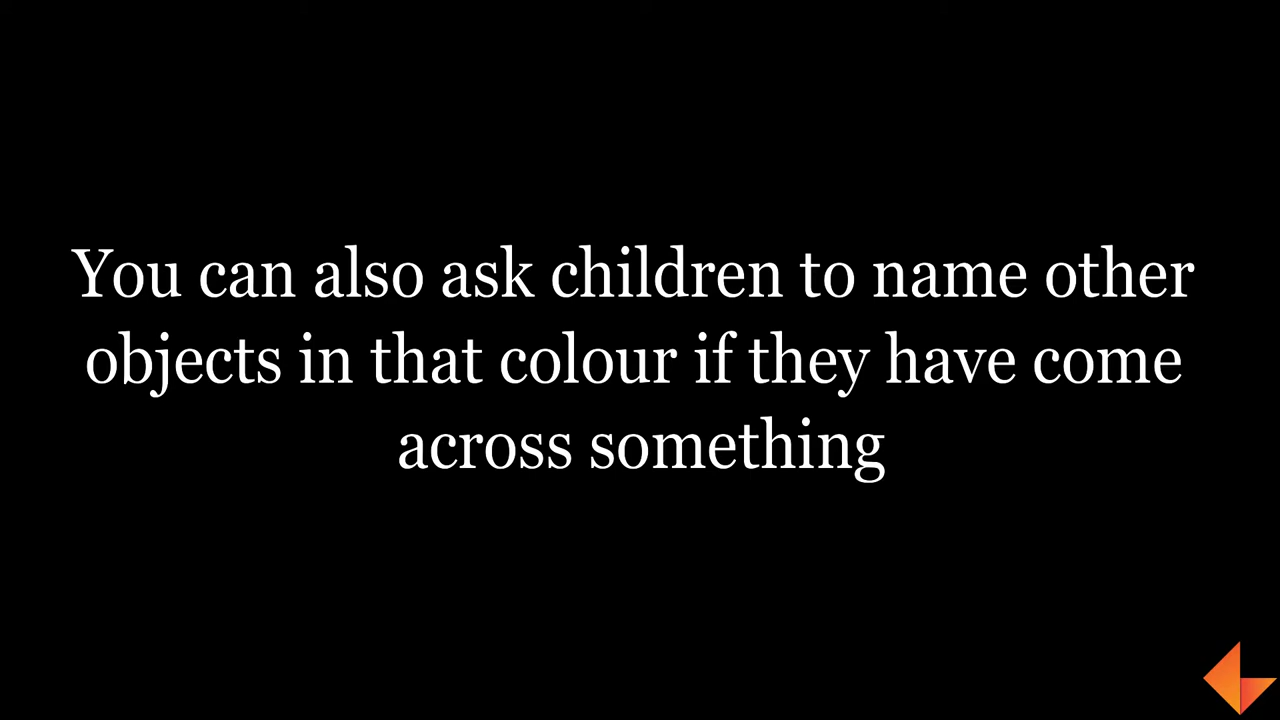 You can also ask children to name other
objects in that colour if they have come
across something